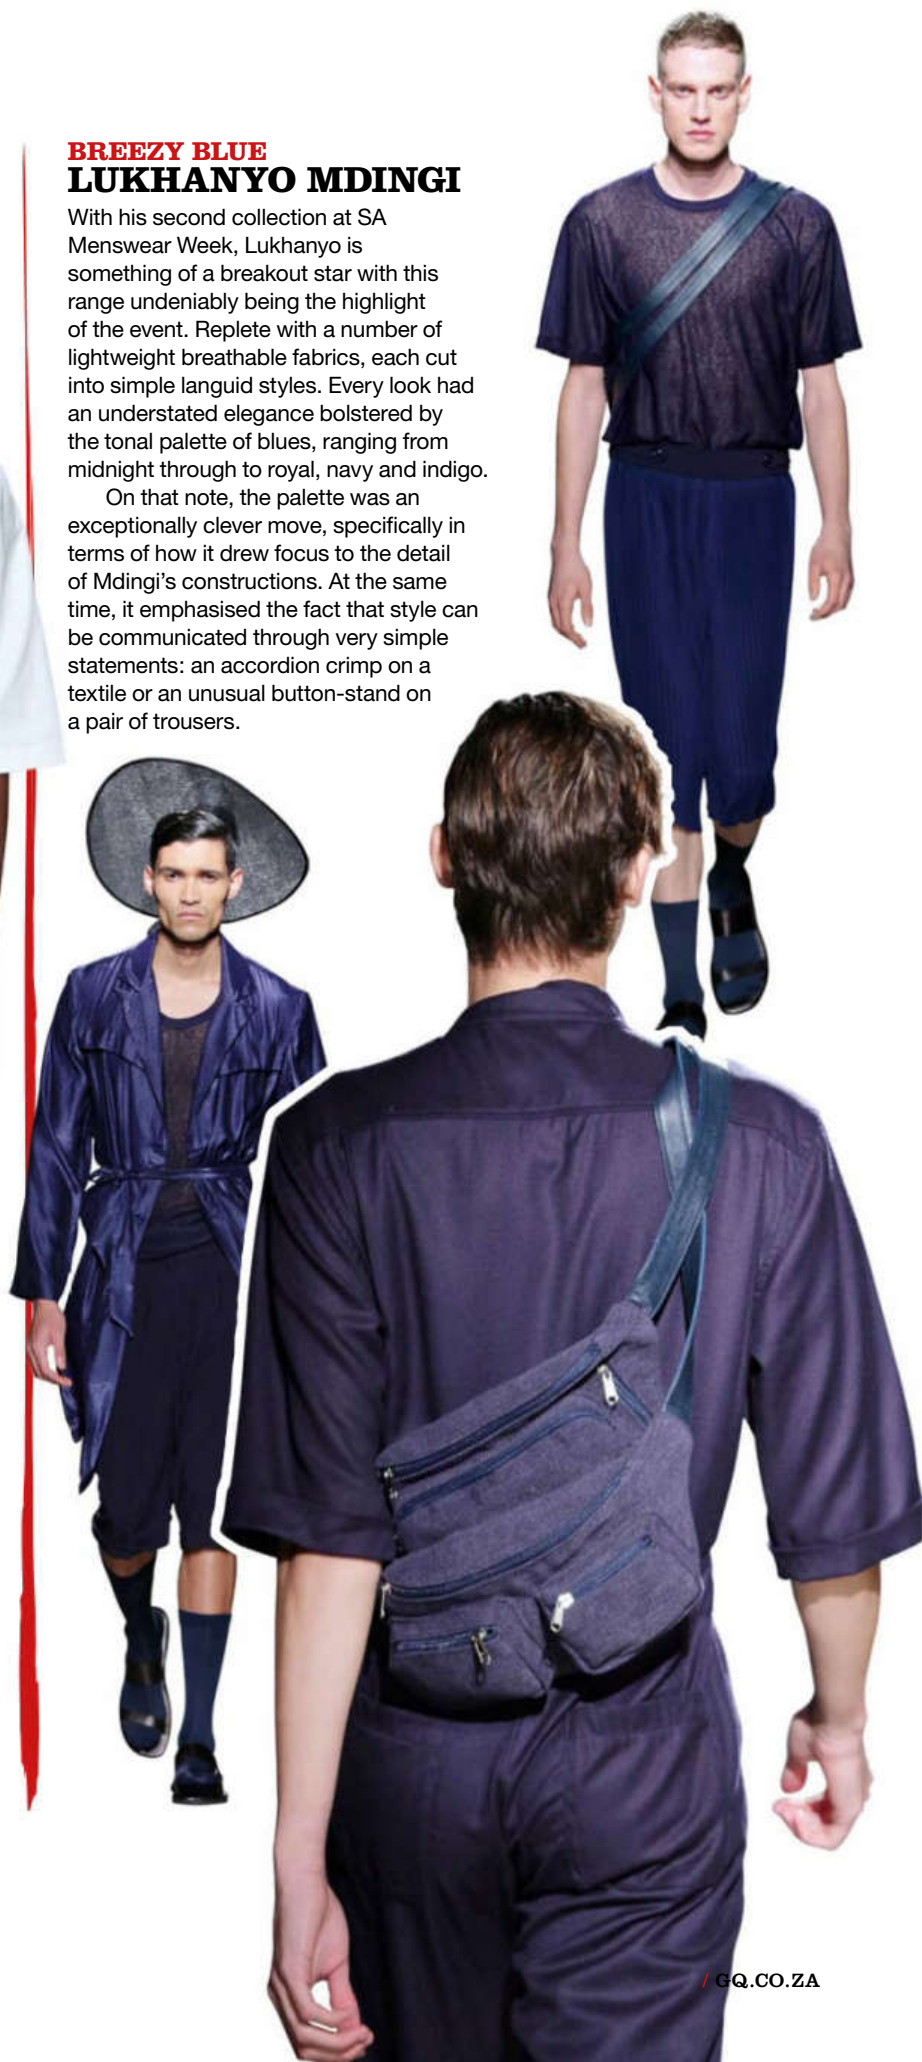 BREEZY BLUE
LUKHANYO MDINGI
With his second collection at SA
Menswear Week, Lukhanyo is
something of a breakout star with this
range undeniably being the highlight
of the event. Replete with a number of
lightweight breathable fabrics, each cut
into simple languid styles. Every look had
an understated elegance bolstered by
the tonal palette of blues, ranging from
midnight through to royal, navy and indigo.
On that note, the palette was an
exceptionally clever move, specifically in
terms of how it drew focus to the detail
of Mdingi's constructions. At the same
time, it emphasised the fact that style can
be communicated through very simple
statements: an accordion crimp on a
textile or an unusual button-stand on
a pair of trousers.
/ GQ.CO.ZA